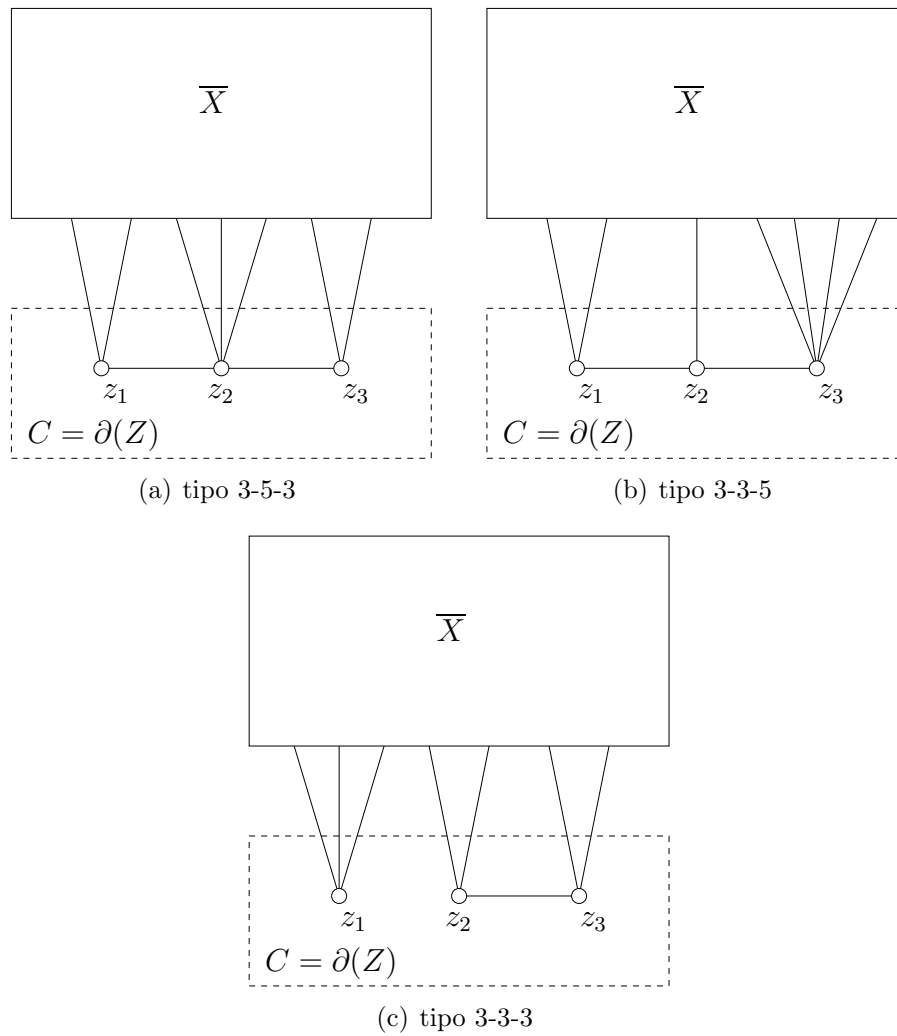 X̅ X̅
z₁ z₂ z₃ z₁ z₂ z₃
C = ∂(Z) C = ∂(Z)
(a) tipo 3-5-3 (b) tipo 3-3-5
X̅
z₁ z₂ z₃
C = ∂(Z)
(c) tipo 3-3-3